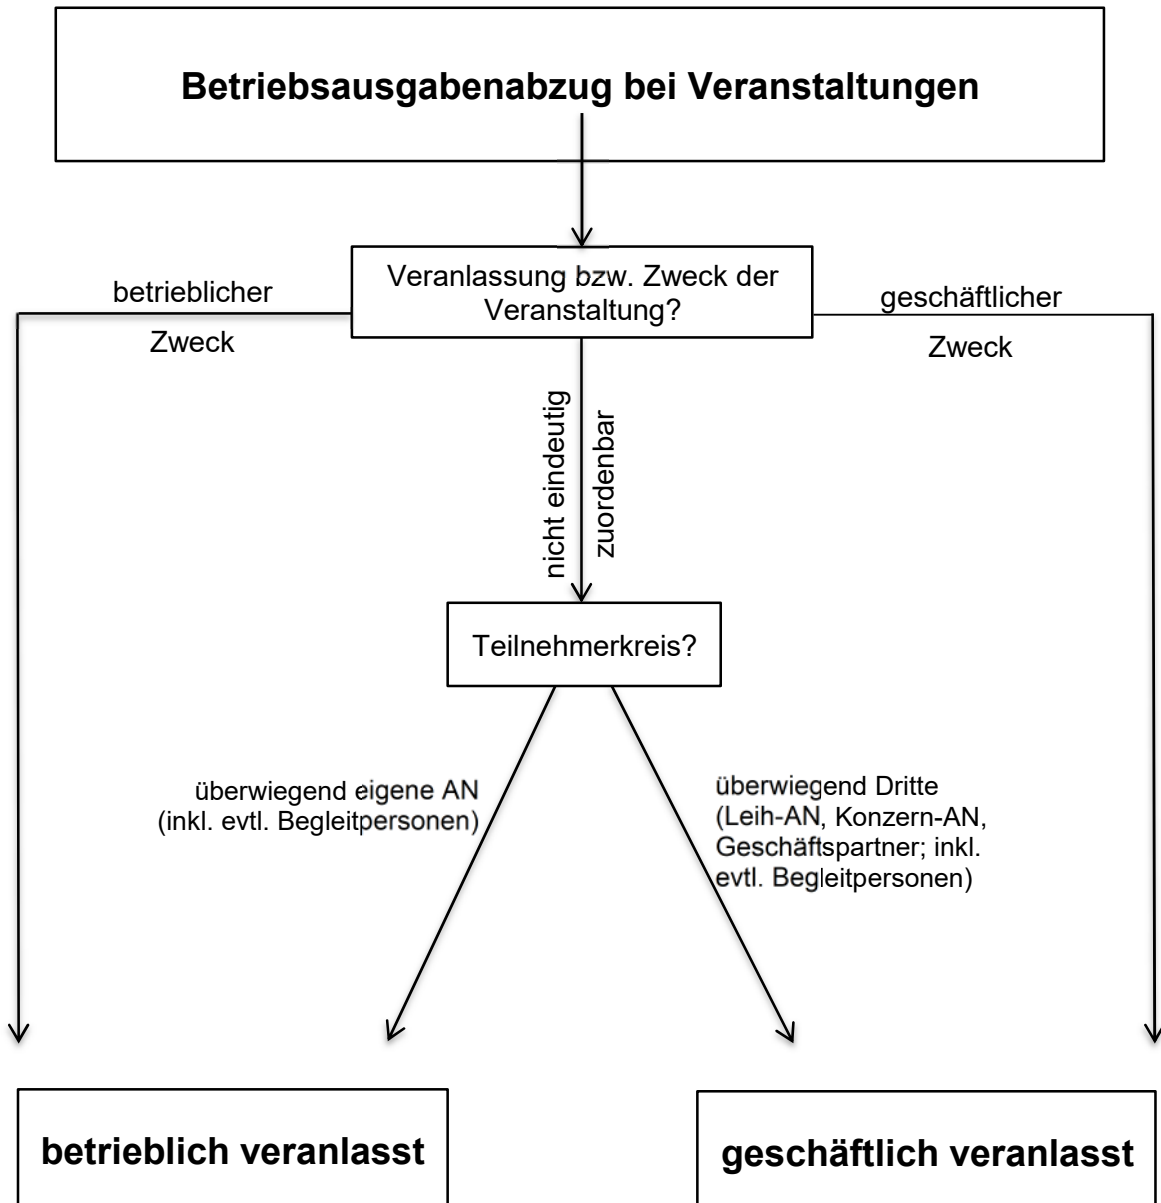 Betriebsausgabenabzug bei Veranstaltungen
Veranlassung bzw. Zweck der
Veranstaltung?
betrieblicher
Zweck
geschäftlicher
Zweck
nicht eindeutig
zuordenbar
Teilnehmerkreis?
überwiegend eigene AN
(inkl. evtl. Begleitpersonen)
überwiegend Dritte
(Leih-AN, Konzern-AN,
Geschäftspartner; inkl.
evtl. Begleitpersonen)
betrieblich veranlasst
geschäftlich veranlasst